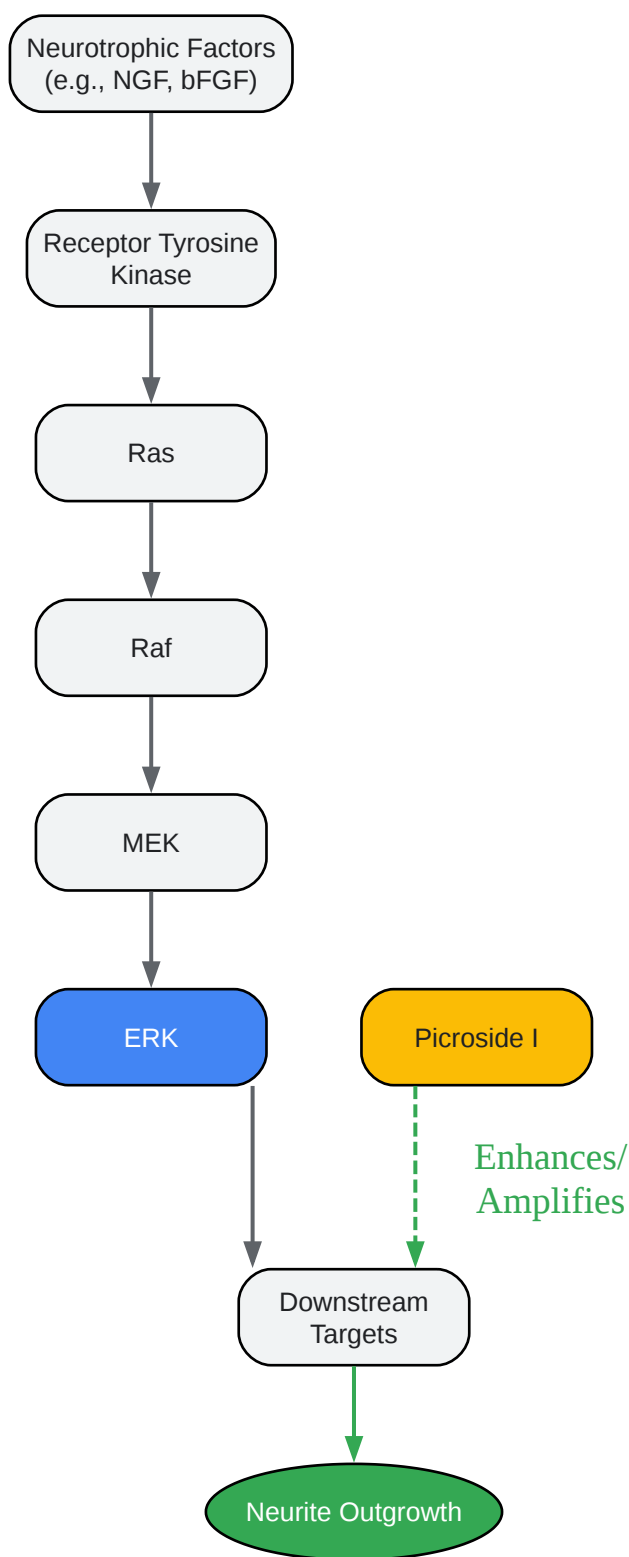 Neurotrophic Factors
(e.g., NGF, bFGF)
Receptor Tyrosine
Kinase
Ras
Raf
MEK
ERK
Picroside I
Enhances/
Amplifies
Downstream
Targets
Neurite Outgrowth